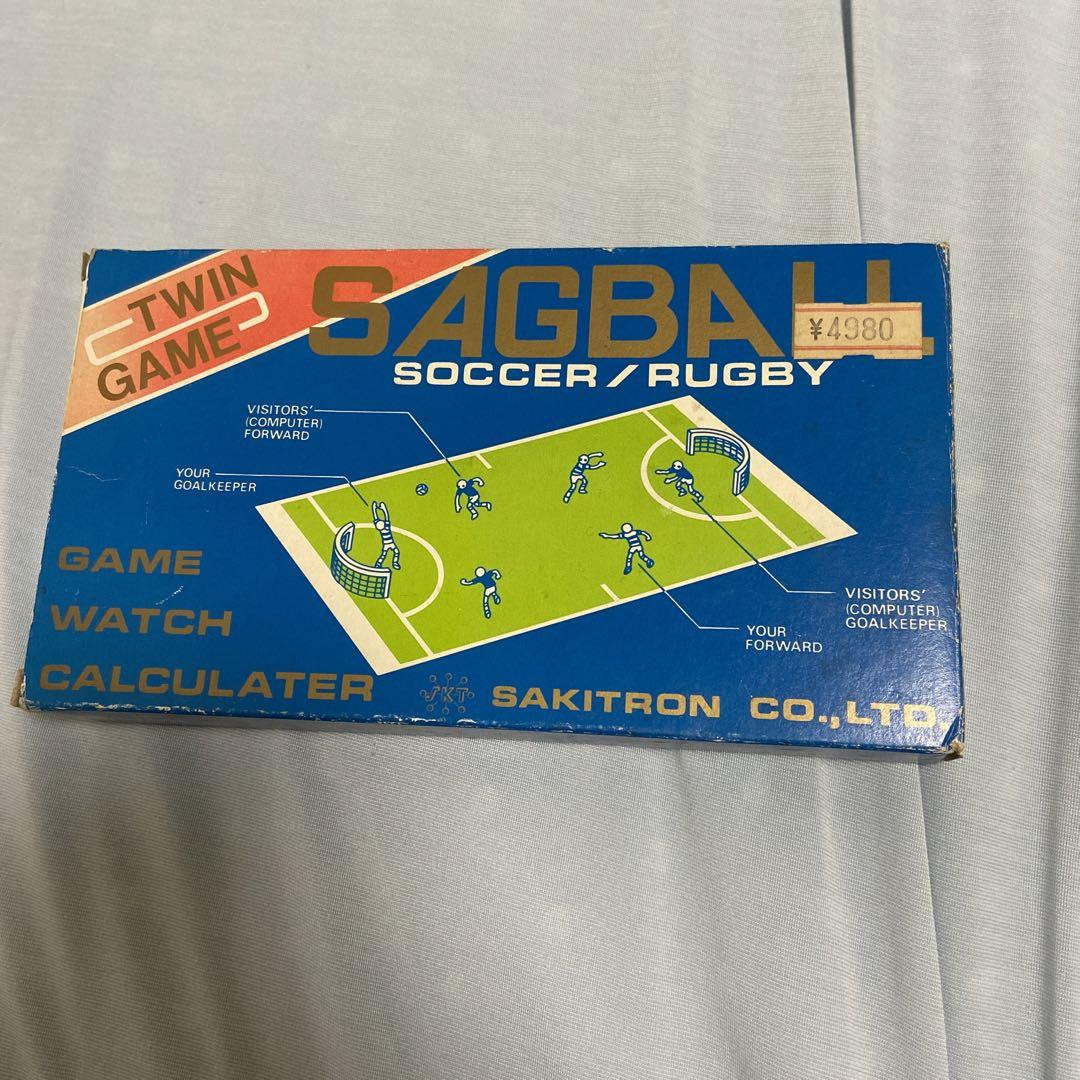 TWIN
GAME
SAGBALL
¥4980
SOCCER/RUGBY
VISITORS'
(COMPUTER)
FORWARD
YOUR
GOALKEEPER
VISITORS'
(COMPUTER)
GOALKEEPER
YOUR
FORWARD
GAME
WATCH
CALCULATER
SKT
SAKITRON CO.,LTD.